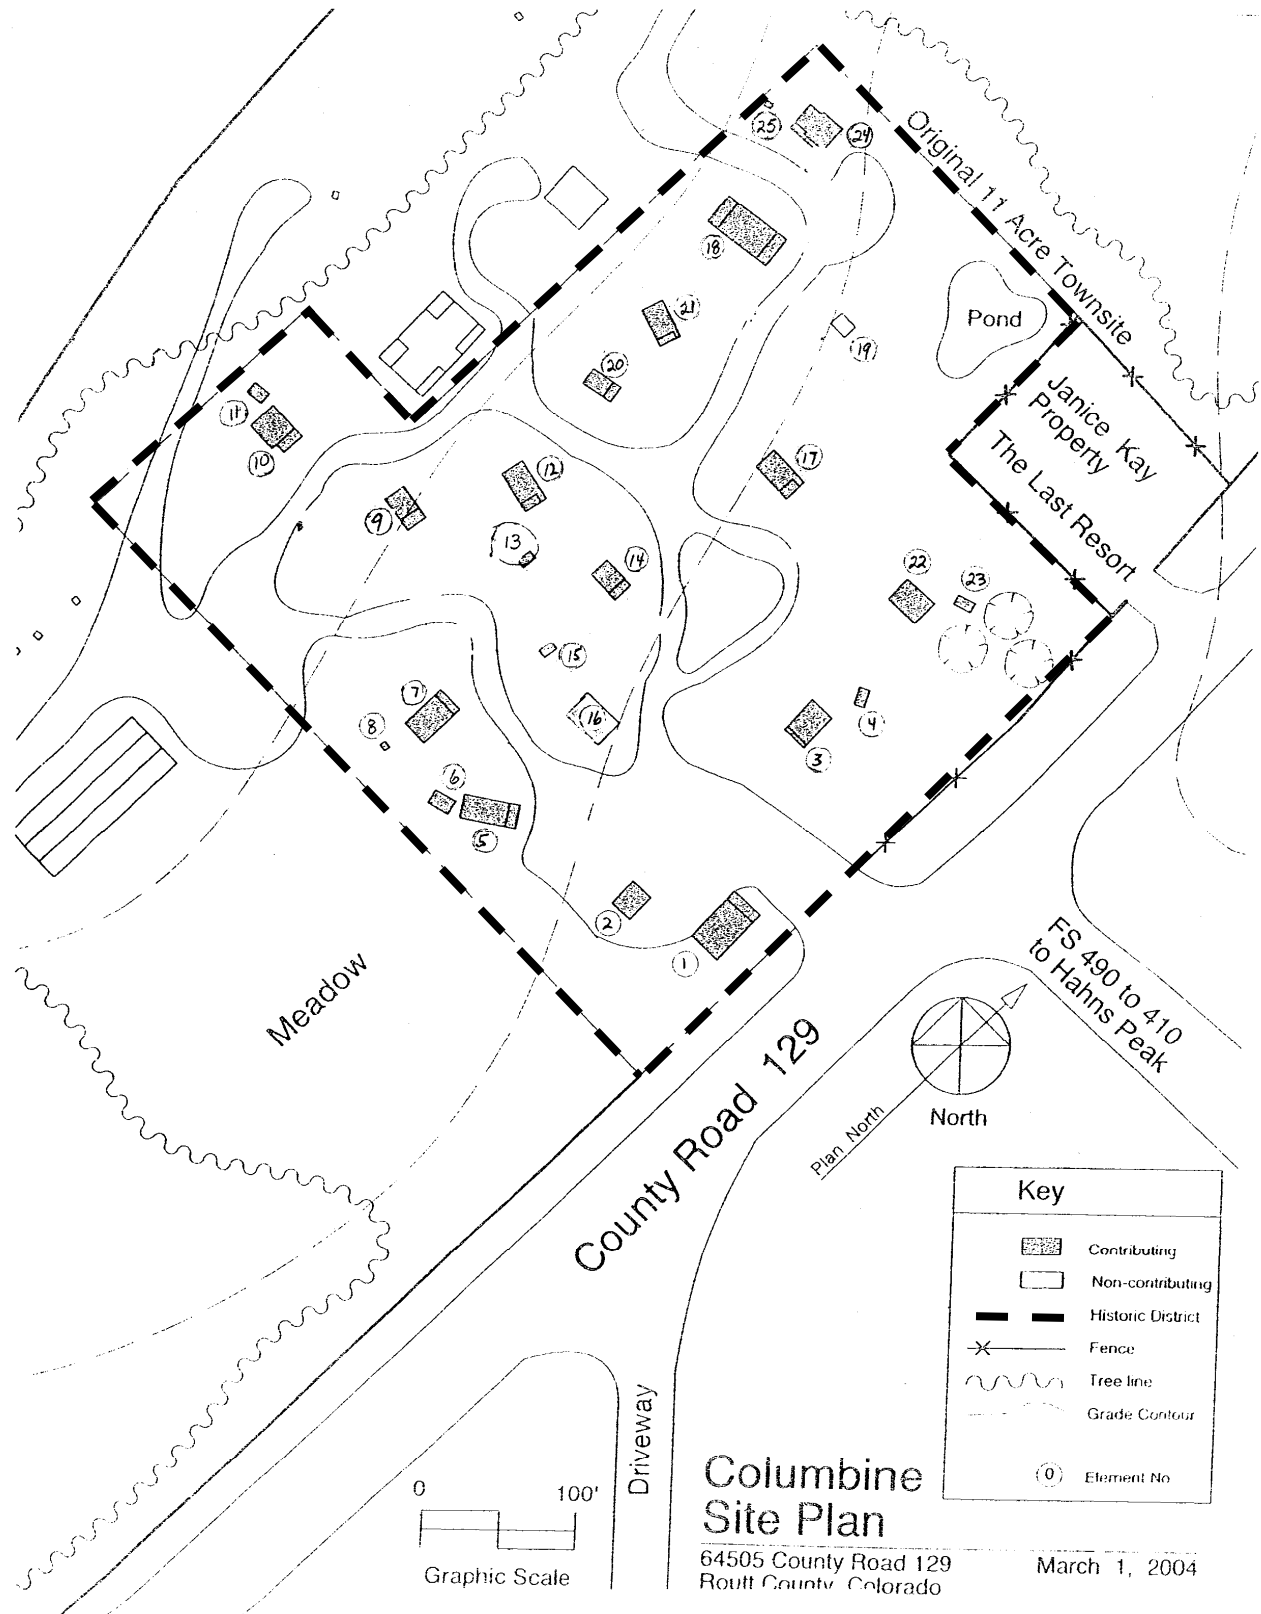 25
24
Original 11 Acre Townsite
18
21
Pond
19
20
Janice Kay
Property
The Last Resort
11
10
12
17
9
13
14
22
23
15
7
8
16
4
3
6
5
2
1
Meadow
FS 490 to 410
to Hahns Peak
County Road 129
Plan North
North
Key
Contributing
Non-contributing
Historic District
Fence
Tree line
Grade Contour
0 Element No
Driveway
0 100'
Graphic Scale
Columbine
Site Plan
64505 County Road 129
Routt County, Colorado
March 1, 2004